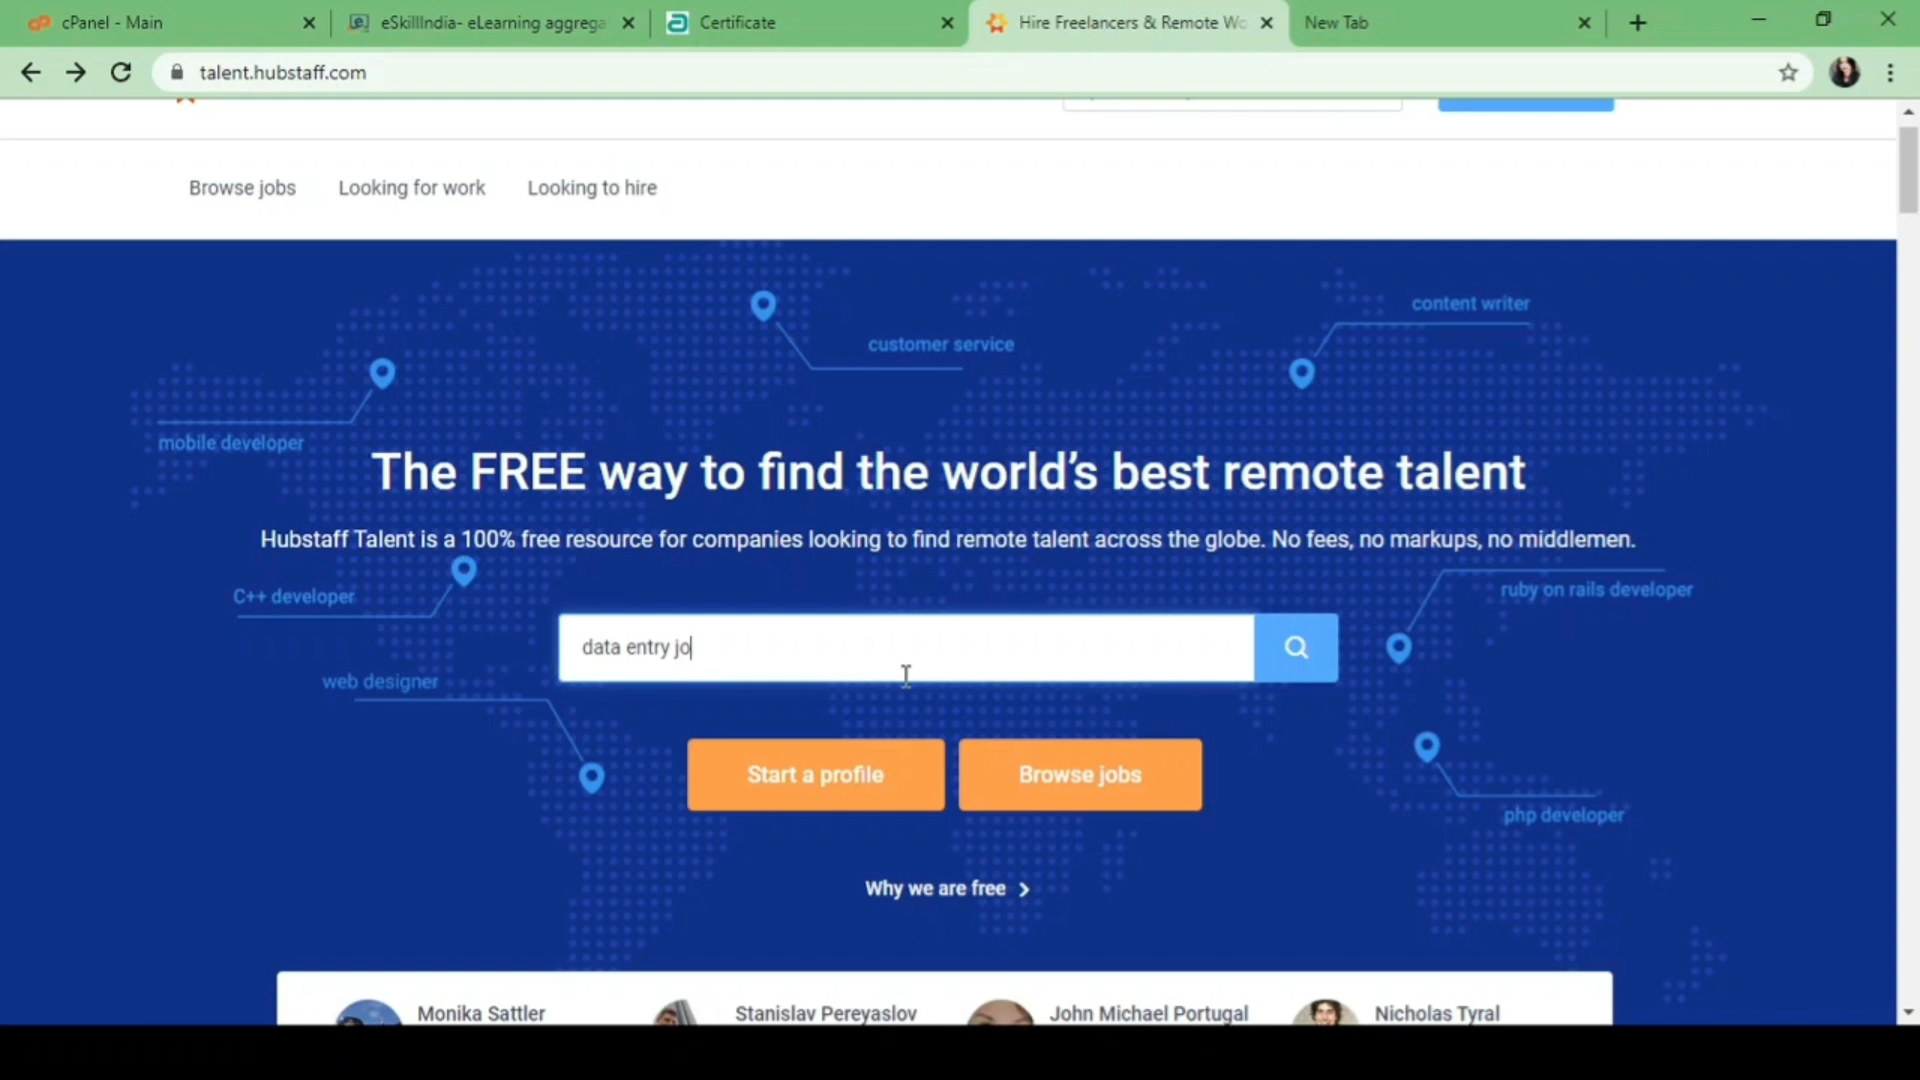 cPanel - Main
eSkillIndia- eLearning aggrega
Certificate
Hire Freelancers & Remote Wo
New Tab
talent.hubstaff.com
Browse jobs
Looking for work
Looking to hire
content writer
customer service
mobile developer
The FREE way to find the world's best remote talent
Hubstaff Talent is a 100% free resource for companies looking to find remote talent across the globe. No fees, no markups, no middlemen.
C++ developer
ruby on rails developer
data entry jo
web designer
Start a profile
Browse jobs
php developer
Why we are free
Monika Sattler
Stanislav Pereyaslov
John Michael Portugal
Nicholas Tyral